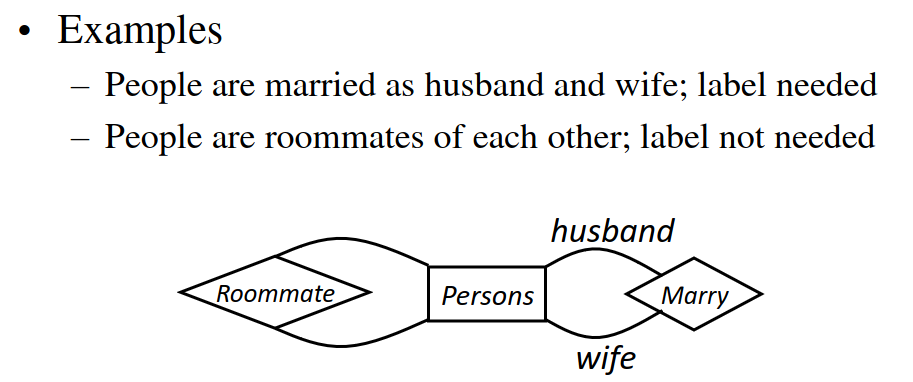 • Examples
– People are married as husband and wife; label needed
– People are roommates of each other; label not needed
husband
Roommate
Persons
Marry
wife